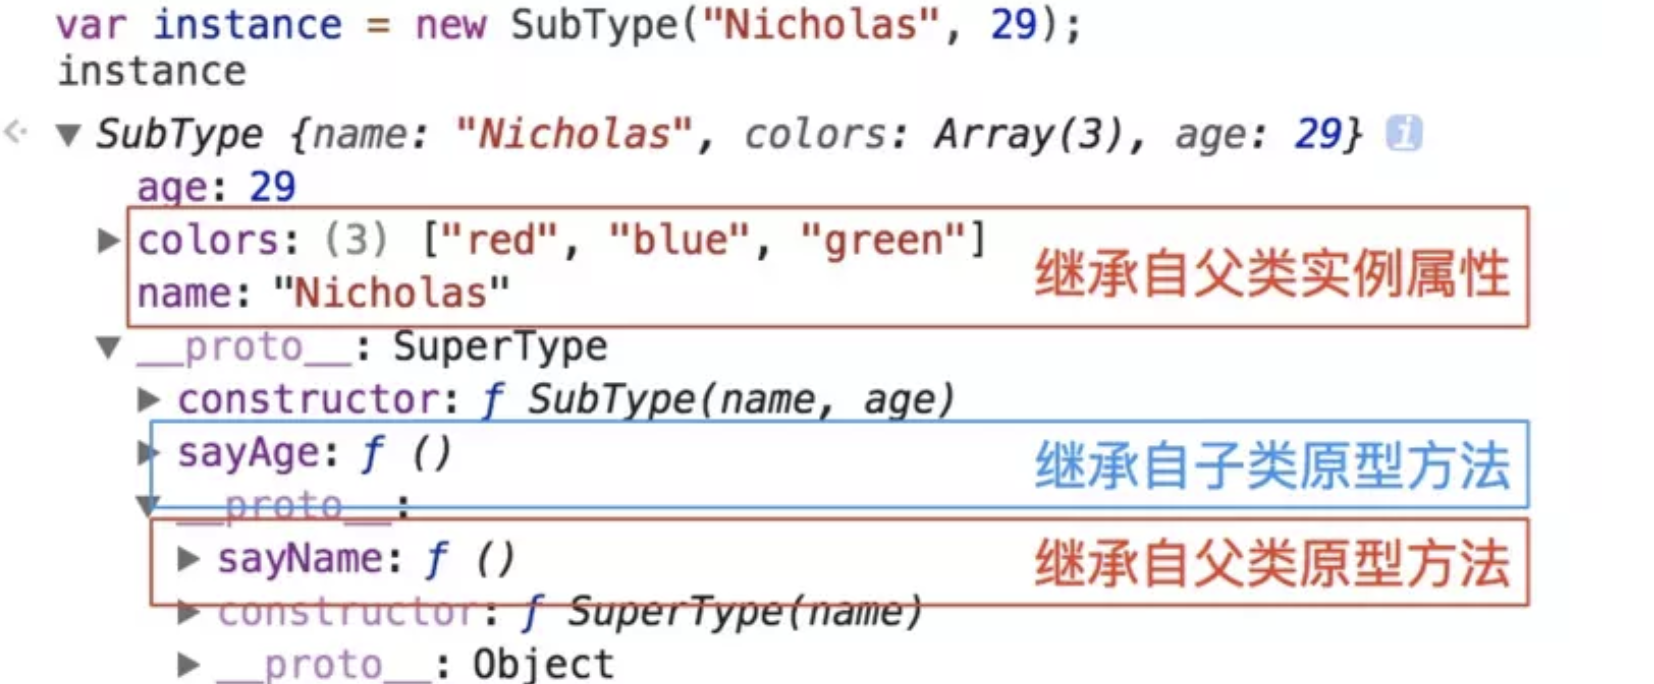 var instance = new SubType("Nicholas", 29);
instance
SubType {name: "Nicholas", colors: Array(3), age: 29} i
age: 29
colors: (3) ["red", "blue", "green"]
继承自父类实例属性
name: "Nicholas"
__proto__: SuperType
constructor: ƒ SubType(name, age)
sayAge: ƒ () 继承自子类原型方法
__proto__:
sayName: ƒ () 继承自父类原型方法
constructor: ƒ SuperType(name)
__proto__: Object